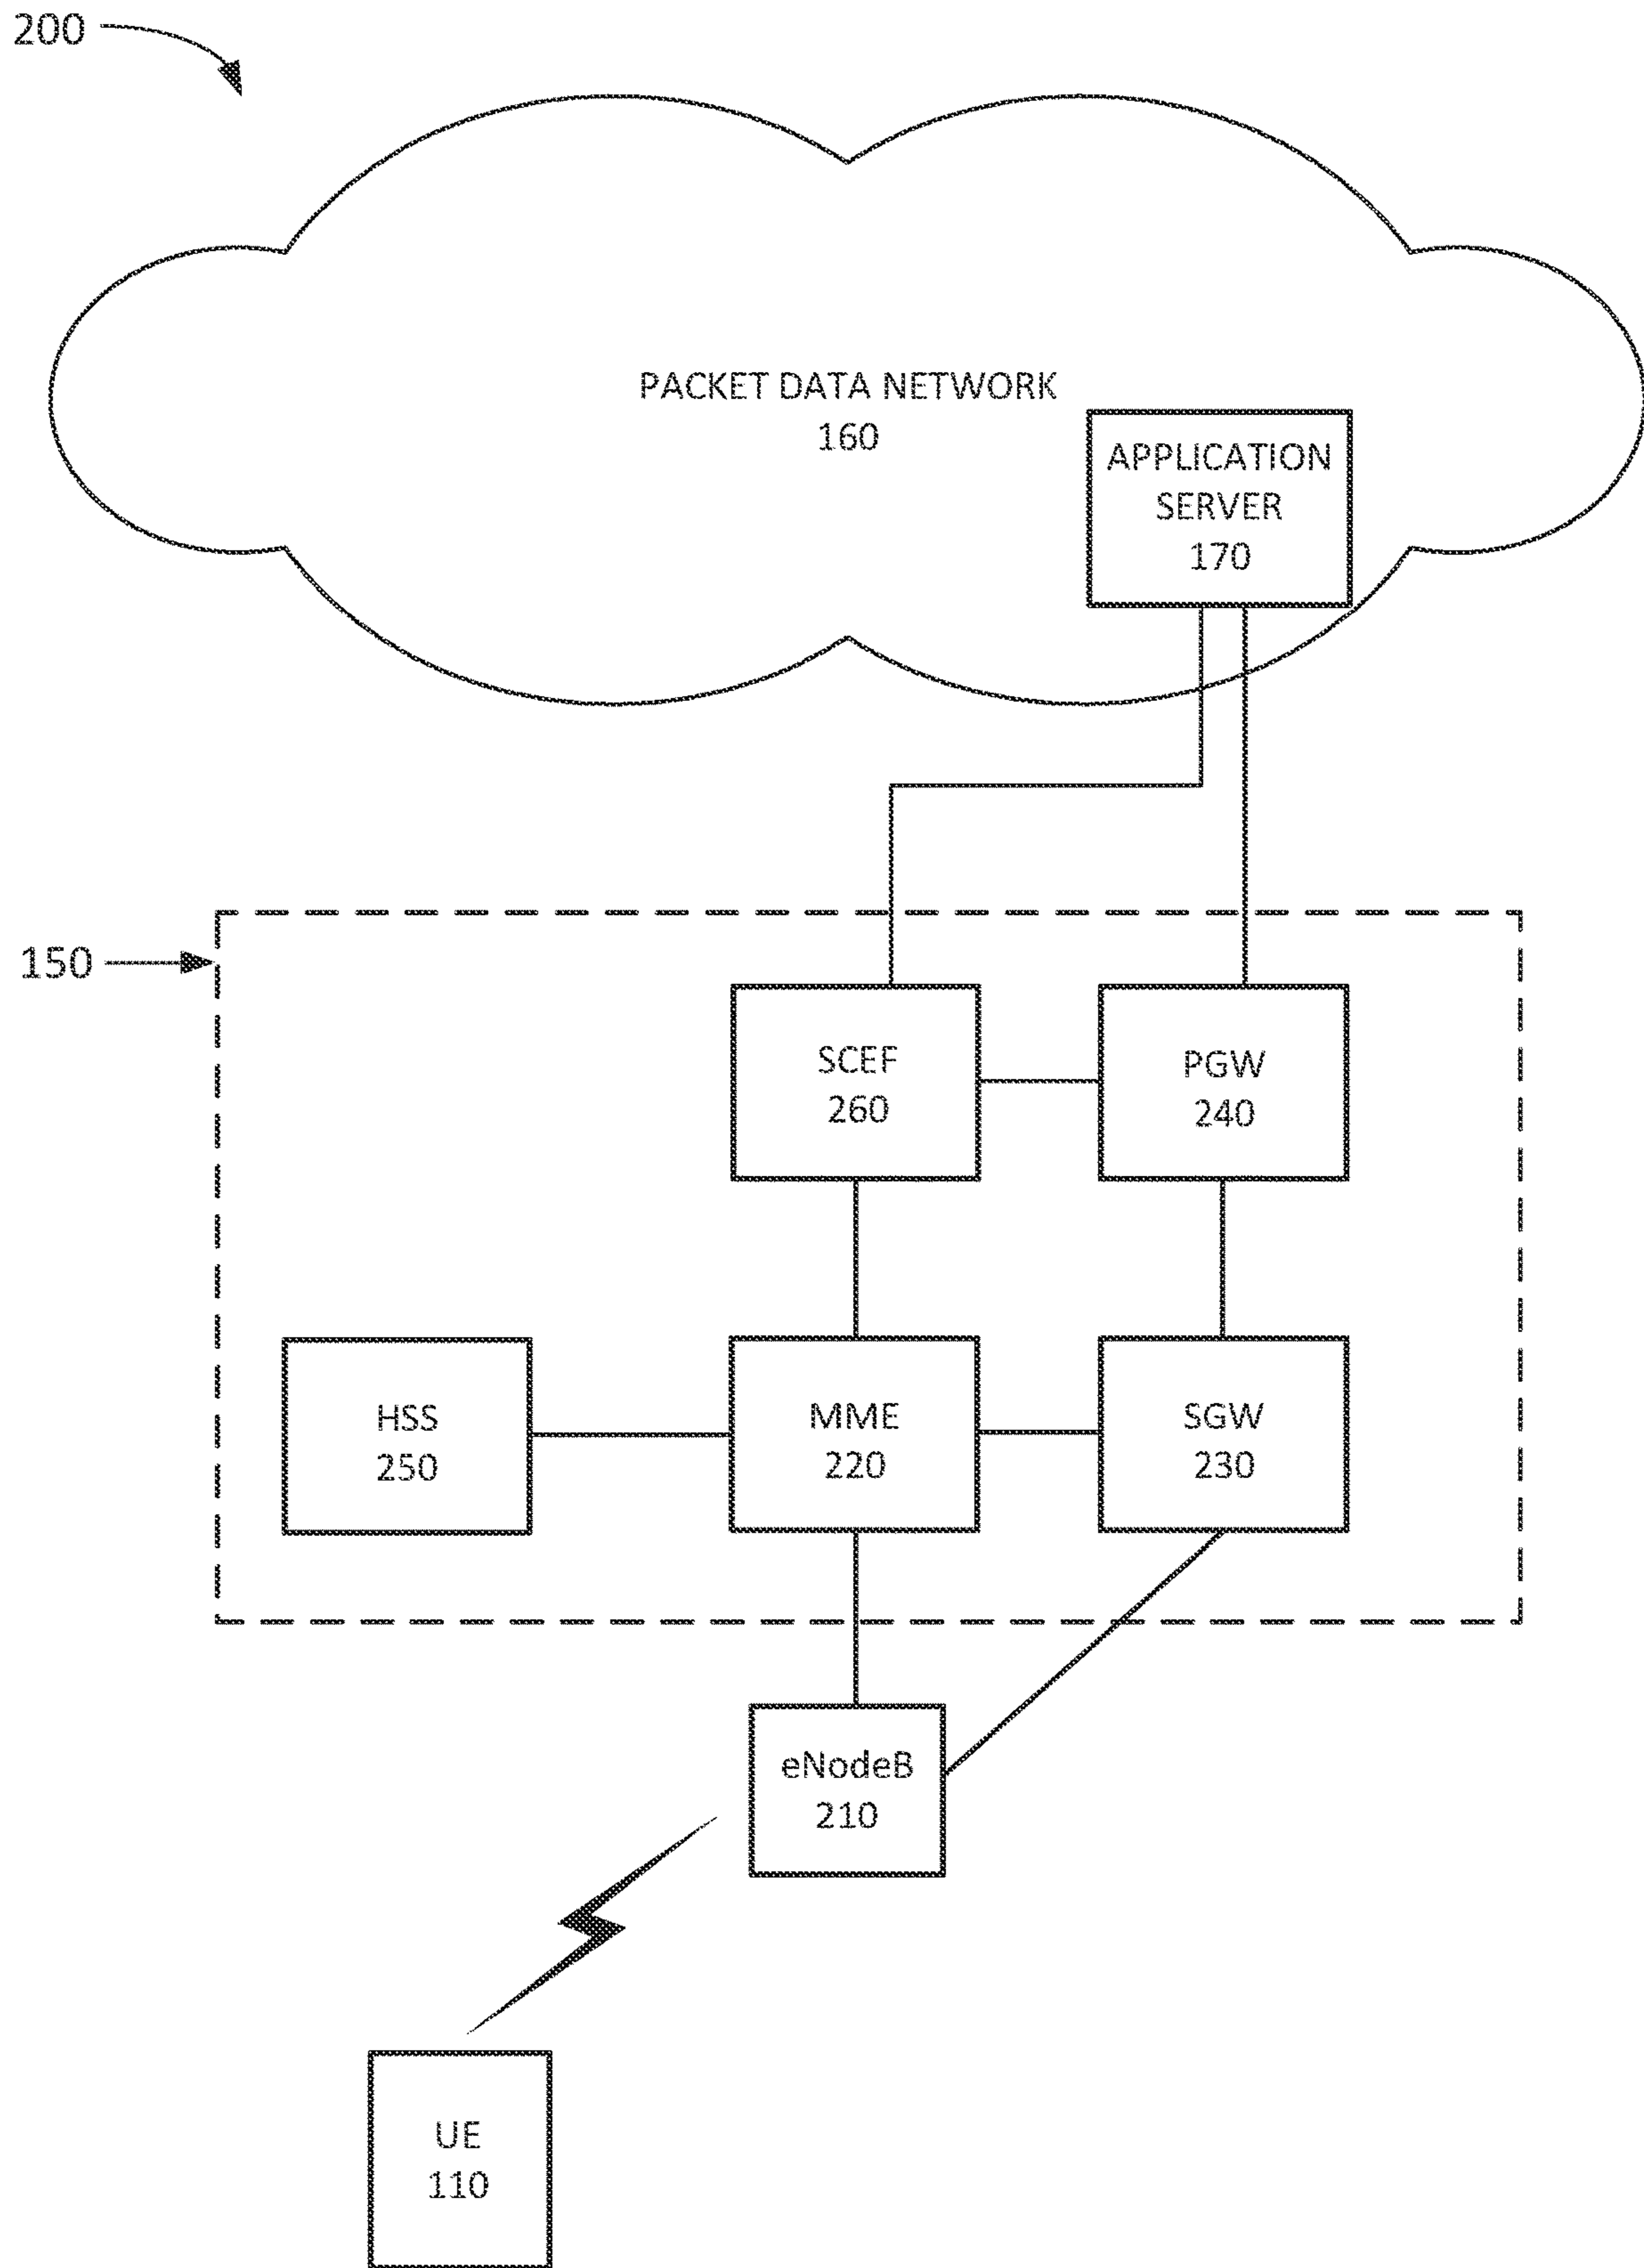 200
PACKET DATA NETWORK
160
APPLICATION
SERVER
170
150
SCEF
260
PGW
240
HSS
250
MME
220
SGW
230
eNodeB
210
UE
110